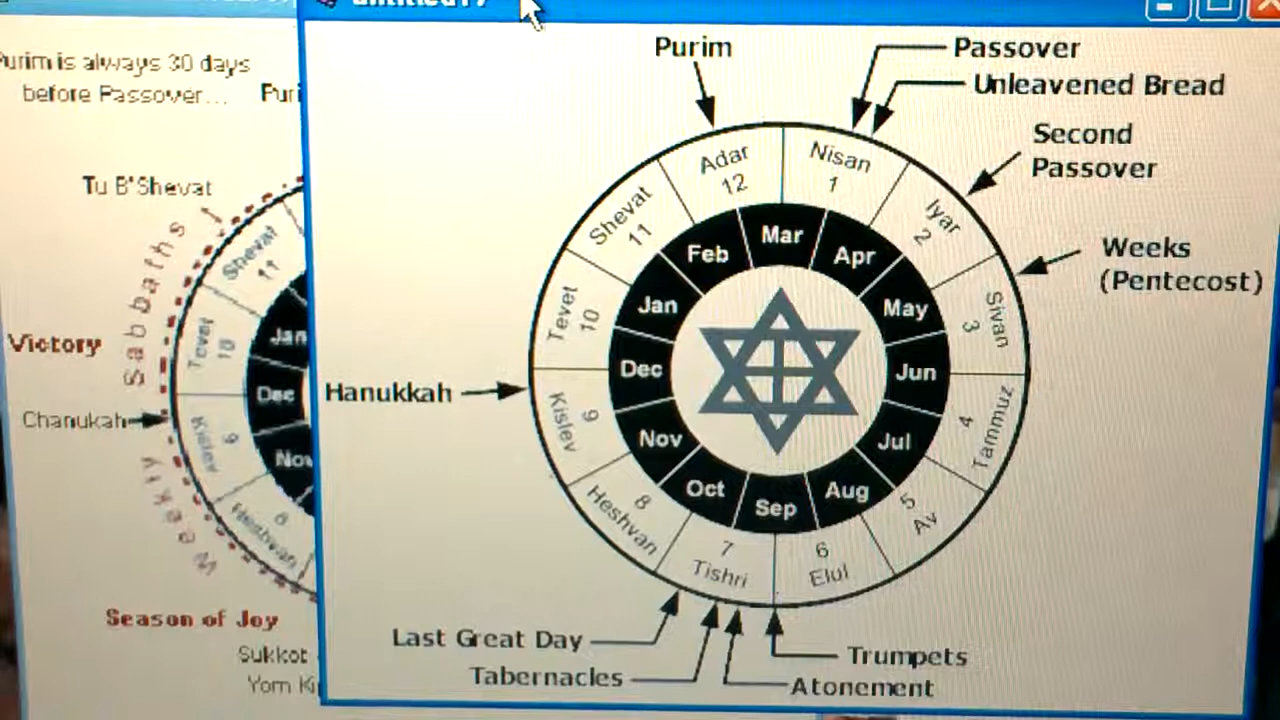 Purim is always 30 days
before Passover... Puri
Tu B'Shevat
Sabbaths
Shevat
11
Tevet
10
Jan
Victory
Dec
Chanukah
Kislev
9
Nov
Weekly
Heshvan
8
Season of Joy
Sukkot
Yom Ki
untitled17
Purim
Passover
Unleavened Bread
Second
Passover
Weeks
(Pentecost)
Hanukkah
Last Great Day
Tabernacles
Trumpets
Atonement
Nisan
1
Iyar
2
Sivan
3
Tammuz
4
Av
5
Elul
6
Tishri
7
Heshvan
8
Kislev
9
Tevet
10
Shevat
11
Adar
12
Mar
Apr
May
Jun
Jul
Aug
Sep
Oct
Nov
Dec
Jan
Feb